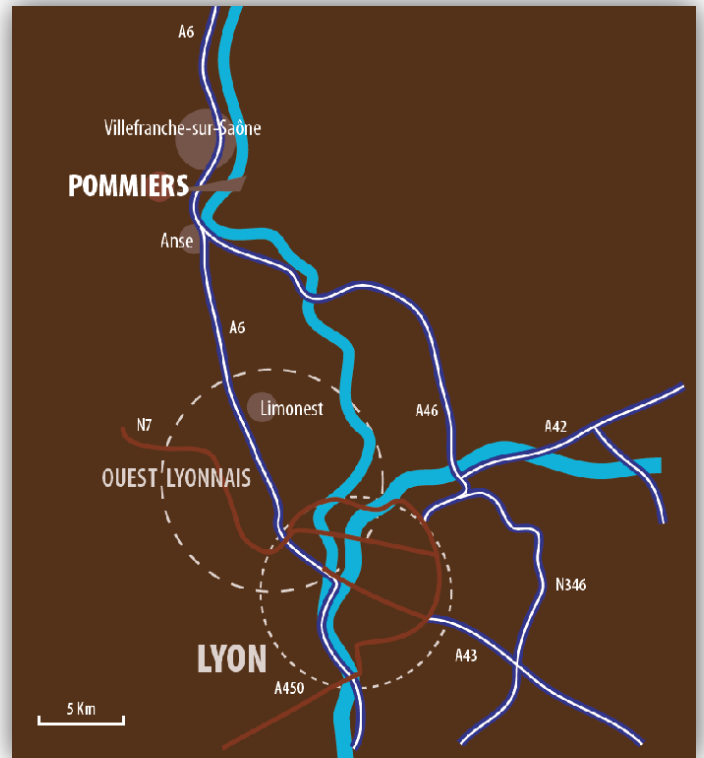 A6
Villefranche-sur-Saône
POMMIERS
Anse
A6
Limonest
A46
A42
N7
OUEST LYONNAIS
N346
LYON
A43
A450
5 Km